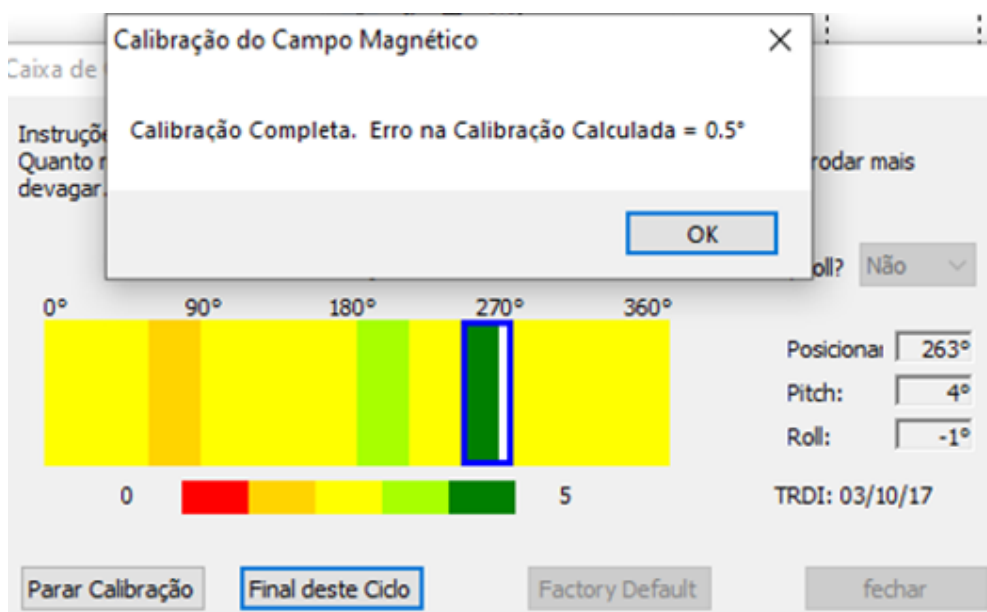 Calibração do Campo Magnético
Caixa de
Calibração Completa.  Erro na Calibração Calculada = 0.5°
Instruçõe
Quanto
rodar mais
devagar.
OK
oll? Não
0° 90° 180° 270° 360°
Posicionar 263°
Pitch: 4°
Roll: -1°
0 5 TRDI: 03/10/17
Parar Calibração Final deste Ciclo Factory Default fechar